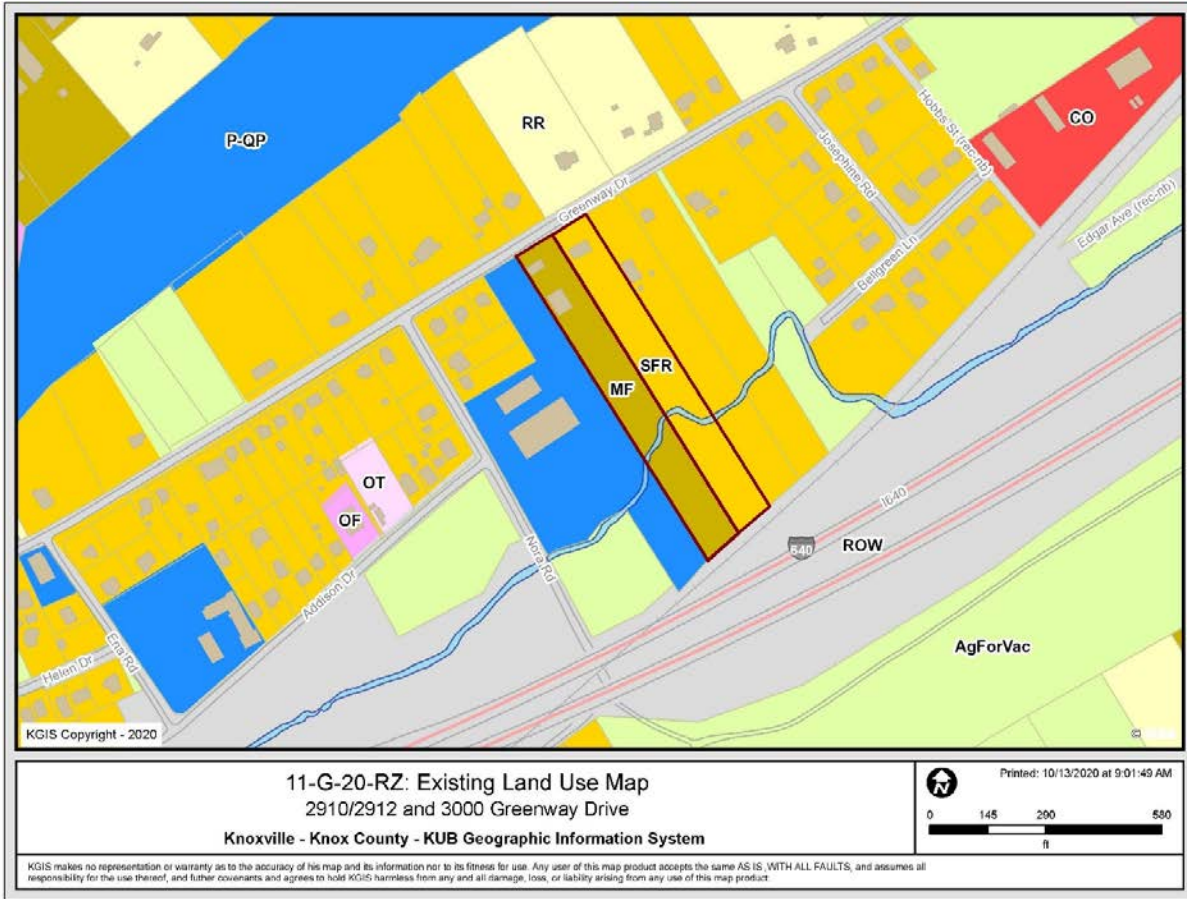 P-QP
RR
CO
Hobbs St (rec-nb)
Josephine Rd
Greenway Dr
Edgar Ave (rec-nb)
Bellgreen Ln
SFR
MF
OT
OF
I640
640
ROW
Nora Rd
Addison Dr
Ena Rd
Helen Dr
AgForVac
KGIS Copyright - 2020
©
11-G-20-RZ: Existing Land Use Map
2910/2912 and 3000 Greenway Drive
Knoxville - Knox County - KUB Geographic Information System
N
Printed: 10/13/2020 at 9:01:49 AM
0 145 290 580
ft
KGIS makes no representation or warranty as to the accuracy of his map and its information nor to its fitness for use. Any user of this map product accepts the same AS IS ,WITH ALL FAULTS, and assumes all
responsibility for the use thereof, and futher covenants and agrees to hold KGIS harmless from any and all damage, loss, or liability arising from any use of this map product.